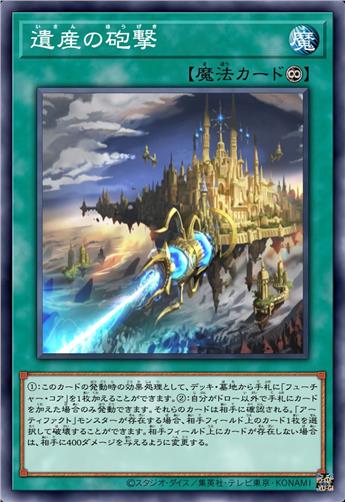 遺産の砲撃
いさん ほうげき
魔
【魔法カード】
①：このカードの発動時の効果処理として、デッキ・墓地から手札に「フュー
チャー・コア」を1枚加えることができます。②：自分がドロー以外で手札にカード
を加えた場合のみ発動できます。それらのカードは相手に確認される。「アー
ティファクト」モンスターが存在する場合、相手フィールド上のカード1枚を選
択して破壊することができる。相手フィールド上にカードが存在しない場合
は、相手に400ダメージを与えるように変更する。
©スタジオ・ダイス／集英社・テレビ東京・KONAMI